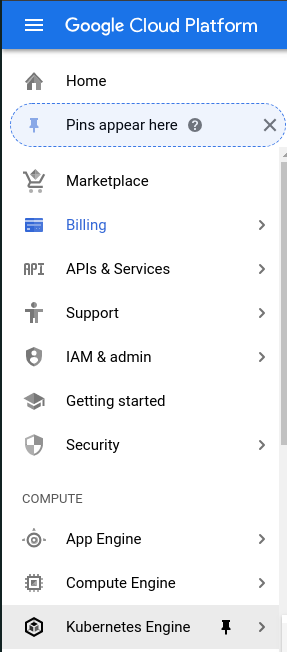 Google Cloud Platform
Home
Pins appear here ?
Marketplace
Billing
API APIs & Services
Support
IAM & admin
Getting started
Security
COMPUTE
App Engine
Compute Engine
Kubernetes Engine